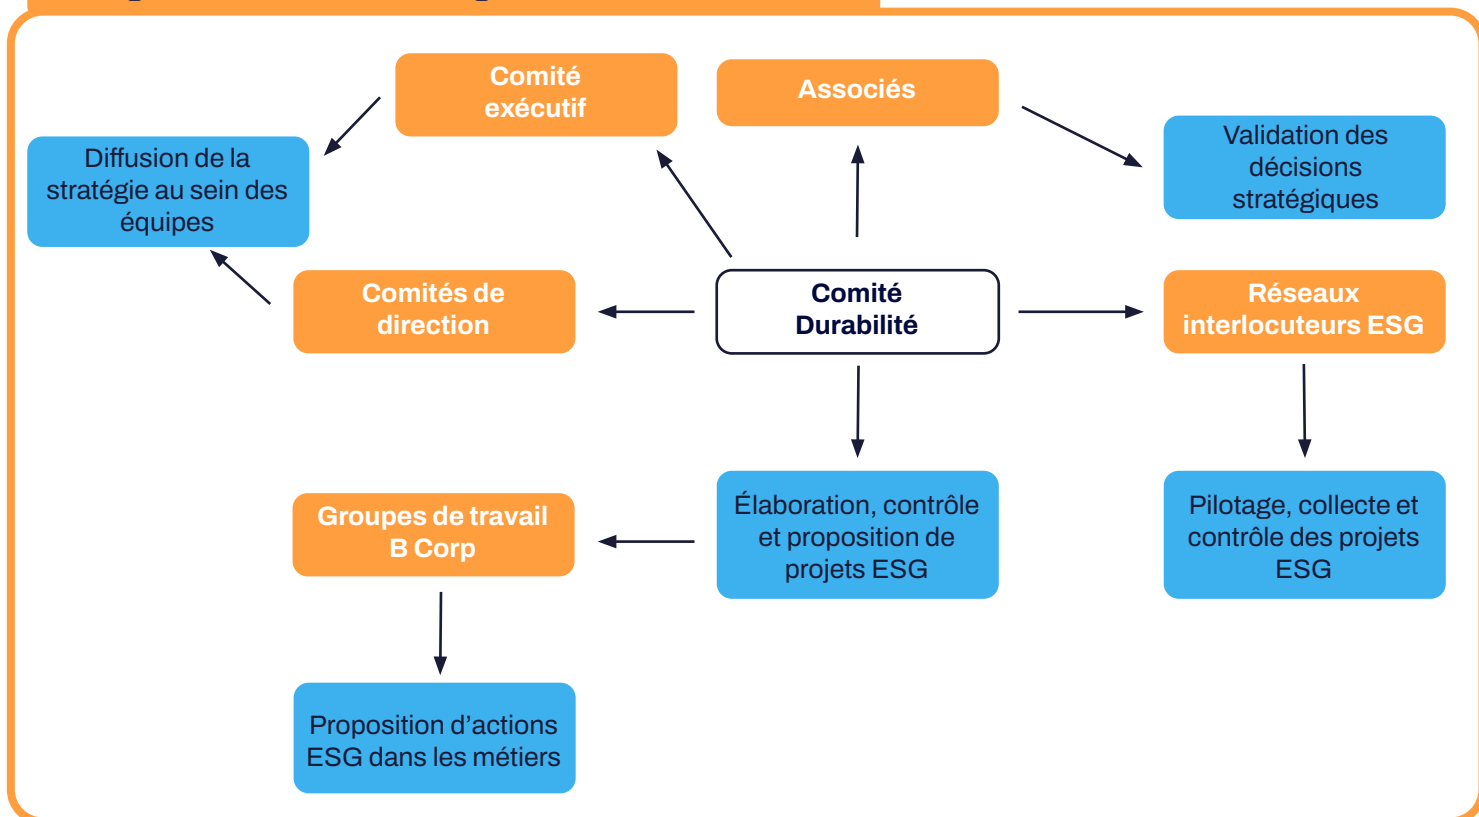 Comité
exécutif
Associés
Diffusion de la
stratégie au sein des
équipes
Validation des
décisions
stratégiques
Comités de
direction
Comité
Durabilité
Réseaux
interlocuteurs ESG
Groupes de travail
B Corp
Élaboration, contrôle
et proposition de
projets ESG
Pilotage, collecte et
contrôle des projets
ESG
Proposition d’actions
ESG dans les métiers